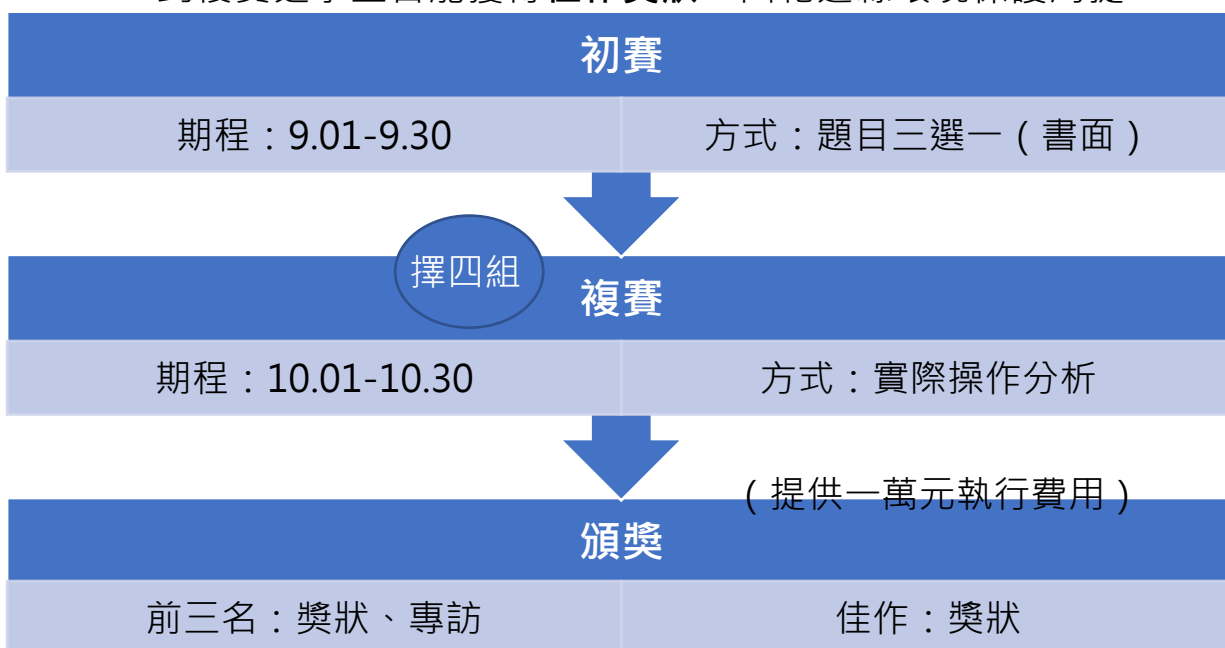 初賽
期程：9.01-9.30
方式：題目三選一（書面）
擇四組
複賽
期程：10.01-10.30
方式：實際操作分析
（提供一萬元執行費用）
頒獎
前三名：獎狀、專訪
佳作：獎狀